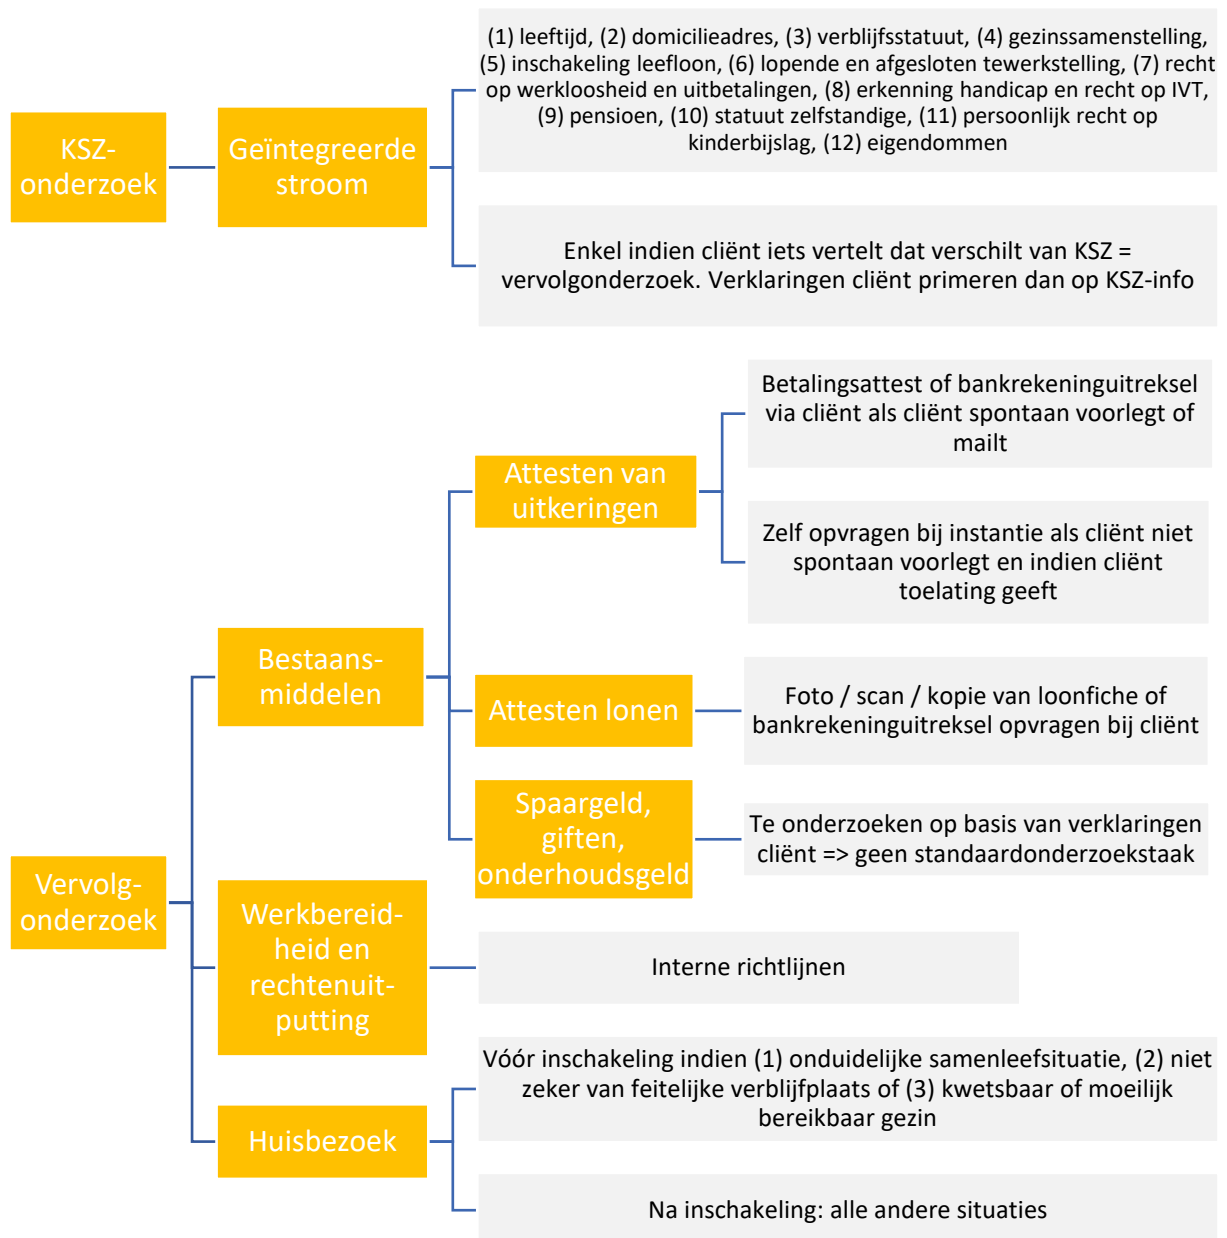 KSZ-
onderzoek
Geïntegreerde
stroom
(1) leeftijd, (2) domicilieadres, (3) verblijfsstatuut, (4) gezinssamenstelling,
(5) inschakeling leefloon, (6) lopende en afgesloten tewerkstelling, (7) recht
op werkloosheid en uitbetalingen, (8) erkenning handicap en recht op IVT,
(9) pensioen, (10) statuut zelfstandige, (11) persoonlijk recht op
kinderbijslag, (12) eigendommen
Enkel indien cliënt iets vertelt dat verschilt van KSZ =
vervolgonderzoek. Verklaringen cliënt primeren dan op KSZ-info
Vervolg-
onderzoek
Bestaans-
middelen
Attesten van
uitkeringen
Betalingsattest of bankrekeninguitreksel
via cliënt als cliënt spontaan voorlegt of
mailt
Zelf opvragen bij instantie als cliënt niet
spontaan voorlegt en indien cliënt
toelating geeft
Attesten lonen
Foto / scan / kopie van loonfiche of
bankrekeninguitreksel opvragen bij cliënt
Spaargeld,
giften,
onderhoudsgeld
Te onderzoeken op basis van verklaringen
cliënt => geen standaardonderzoekstaak
Werkbereid-
heid en
rechtenuit-
putting
Interne richtlijnen
Huisbezoek
Vóór inschakeling indien (1) onduidelijke samenleefsituatie, (2) niet
zeker van feitelijke verblijfplaats of (3) kwetsbaar of moeilijk
bereikbaar gezin
Na inschakeling: alle andere situaties